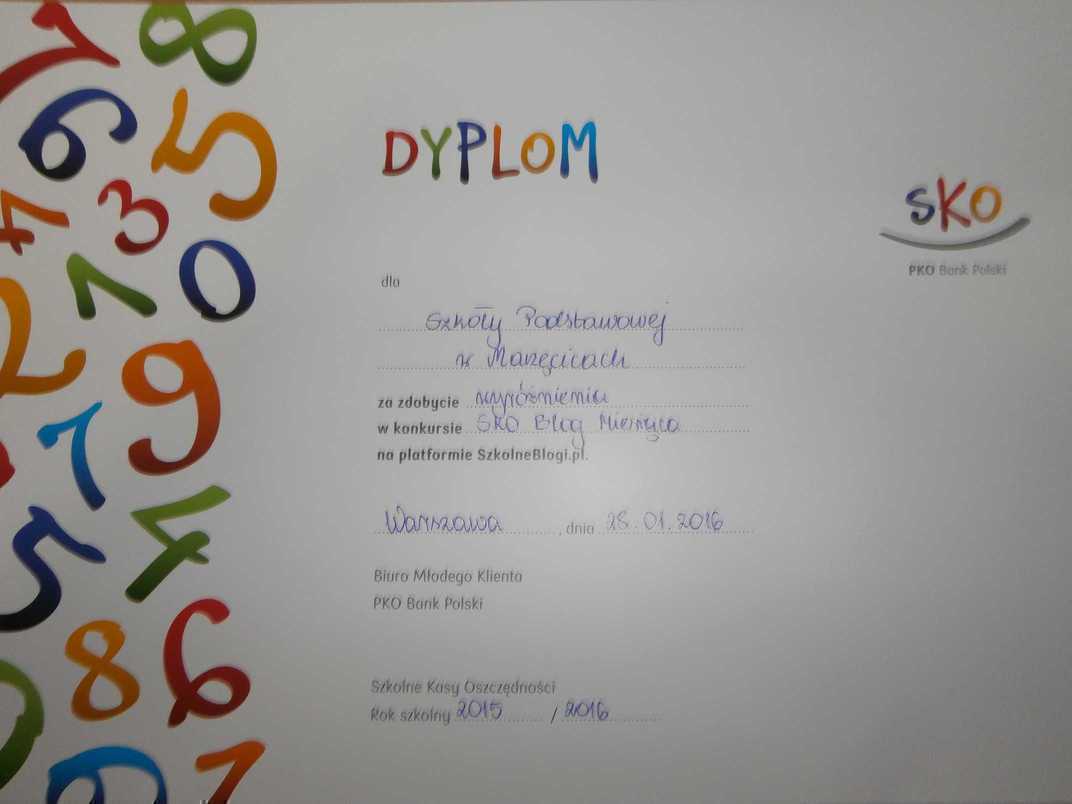 DYPLOM
SKO
PKO Bank Polski
dla
Szkoły Podstawowej
w Marzęcicach
za zdobycie wyróżnienia
w konkursie SKO Blog Miesiąca
na platformie SzkolneBlogi.pl.
Warszawa, dnia 28.01.2016
Biuro Młodego Klienta
PKO Bank Polski
Szkolne Kasy Oszczędności
Rok szkolny 2015 / 2016